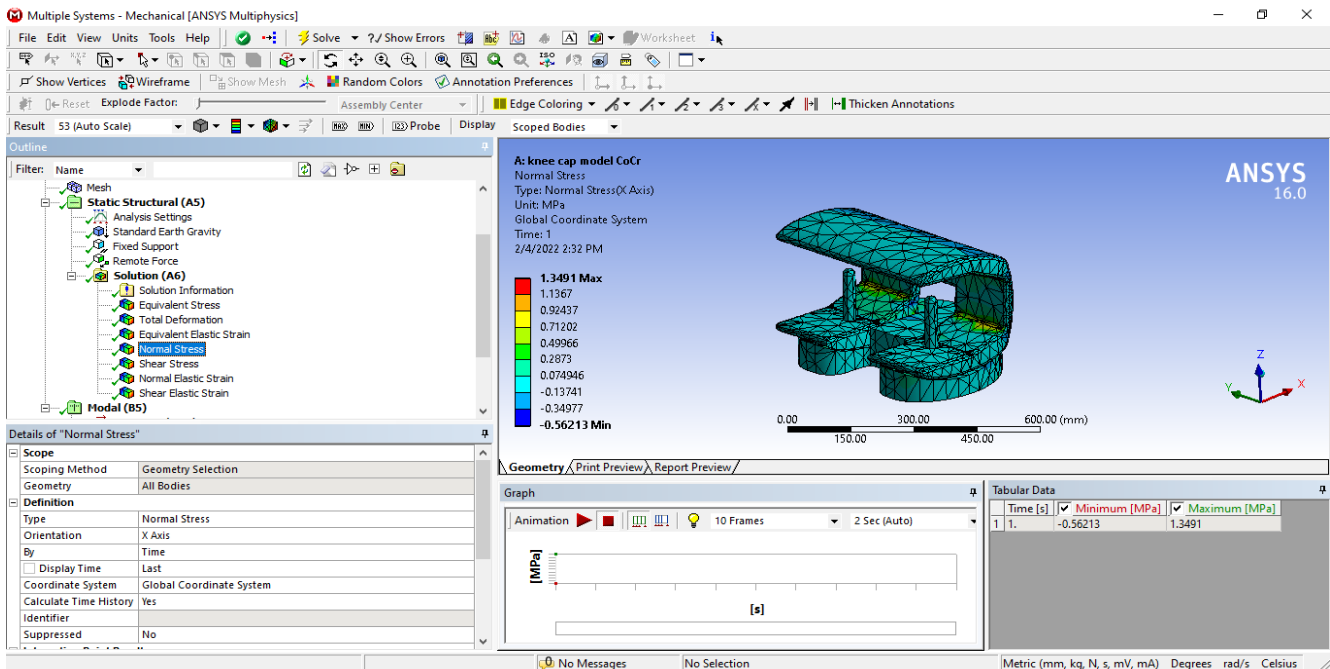 Multiple Systems - Mechanical [ANSYS Multiphysics]
File Edit View Units Tools Help Solve ?/ Show Errors Worksheet
Show Vertices Wireframe Show Mesh Random Colors Annotation Preferences
Reset Explode Factor: Assembly Center Edge Coloring Thicken Annotations
Result 53 (Auto Scale) MAX MIN Probe Display Scoped Bodies
Outline
Filter: Name
Mesh
Static Structural (A5)
Analysis Settings
Standard Earth Gravity
Fixed Support
Remote Force
Solution (A6)
Solution Information
Equivalent Stress
Total Deformation
Equivalent Elastic Strain
Normal Stress
Shear Stress
Normal Elastic Strain
Shear Elastic Strain
Modal (B5)
Details of "Normal Stress"
Scope
Scoping Method Geometry Selection
Geometry All Bodies
Definition
Type Normal Stress
Orientation X Axis
By Time
Display Time Last
Coordinate System Global Coordinate System
Calculate Time History Yes
Identifier
Suppressed No
A: knee cap model CoCr
Normal Stress
Type: Normal Stress(X Axis)
Unit: MPa
Global Coordinate System
Time: 1
2/4/2022 2:32 PM
1.3491 Max
1.1367
0.92437
0.71202
0.49966
0.2873
0.074946
-0.13741
-0.34977
-0.56213 Min
ANSYS
16.0
Z
Y X
0.00 300.00 600.00 (mm)
150.00 450.00
Geometry Print Preview Report Preview
Graph
Animation 10 Frames 2 Sec (Auto)
[MPa]
[s]
Tabular Data
Time [s] Minimum [MPa] Maximum [MPa]
1 1. -0.56213 1.3491
0 No Messages No Selection Metric (mm, kg, N, s, mV, mA) Degrees rad/s Celsius